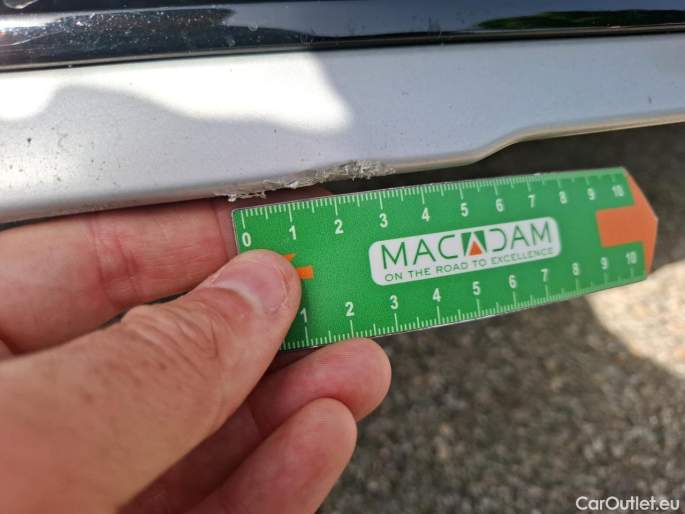 0 1 2 3 4 5 6 7 8 9 10
MACADAM
ON THE ROAD TO EXCELLENCE
1 2 3 4 5 6 7 8 9 10
CarOutlet.eu